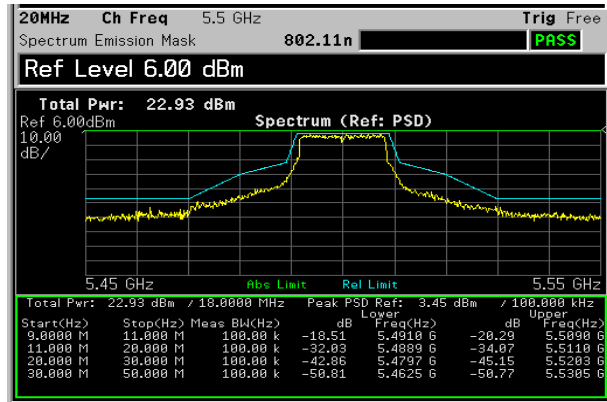 20MHz Ch Freq 5.5 GHz Trig Free
Spectrum Emission Mask 802.11n PASS
Ref Level 6.00 dBm
Total Pwr: 22.93 dBm
Ref 6.00dBm Spectrum (Ref: PSD)
10.00
dB/
5.45 GHz Abs Limit Rel Limit 5.55 GHz
Total Pwr: 22.93 dBm / 18.0000 MHz Peak PSD Ref: 3.45 dBm / 100.000 kHz
Lower Upper
Start(Hz) Stop(Hz) Meas BW(Hz) dB Freq(Hz) dB Freq(Hz)
9.0000 M 11.000 M 100.00 k -18.51 5.4910 G -20.29 5.5090 G
11.000 M 20.000 M 100.00 k -32.03 5.4889 G -34.07 5.5110 G
20.000 M 30.000 M 100.00 k -42.86 5.4797 G -45.15 5.5203 G
30.000 M 50.000 M 100.00 k -50.81 5.4625 G -50.77 5.5305 G